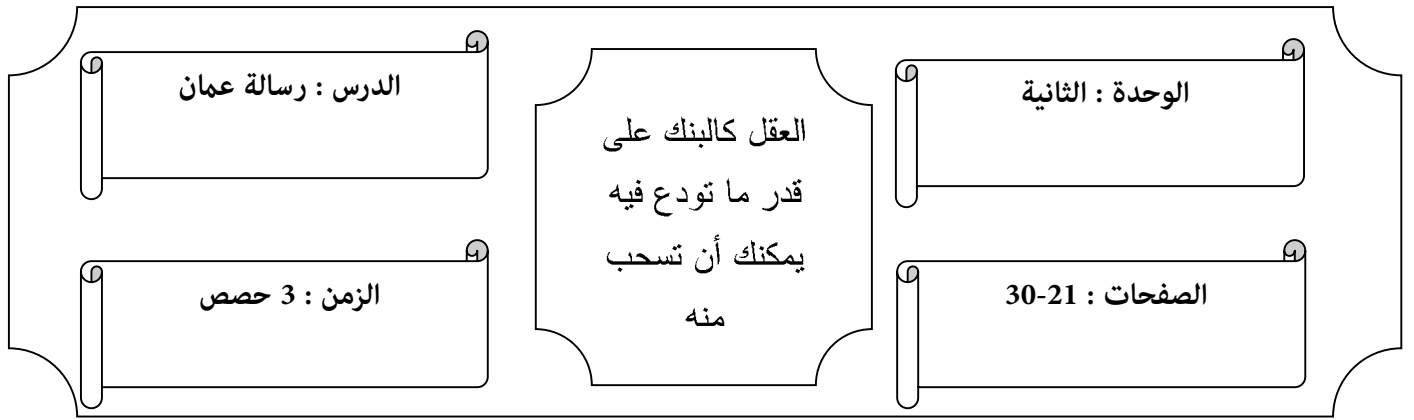 الوحدة : الثانية
الدرس : رسالة عمان
العقل كالبنك على
قدر ما تودع فيه
يمكنك أن تسحب
منه
الصفحات : 21-30
الزمن : 3 حصص